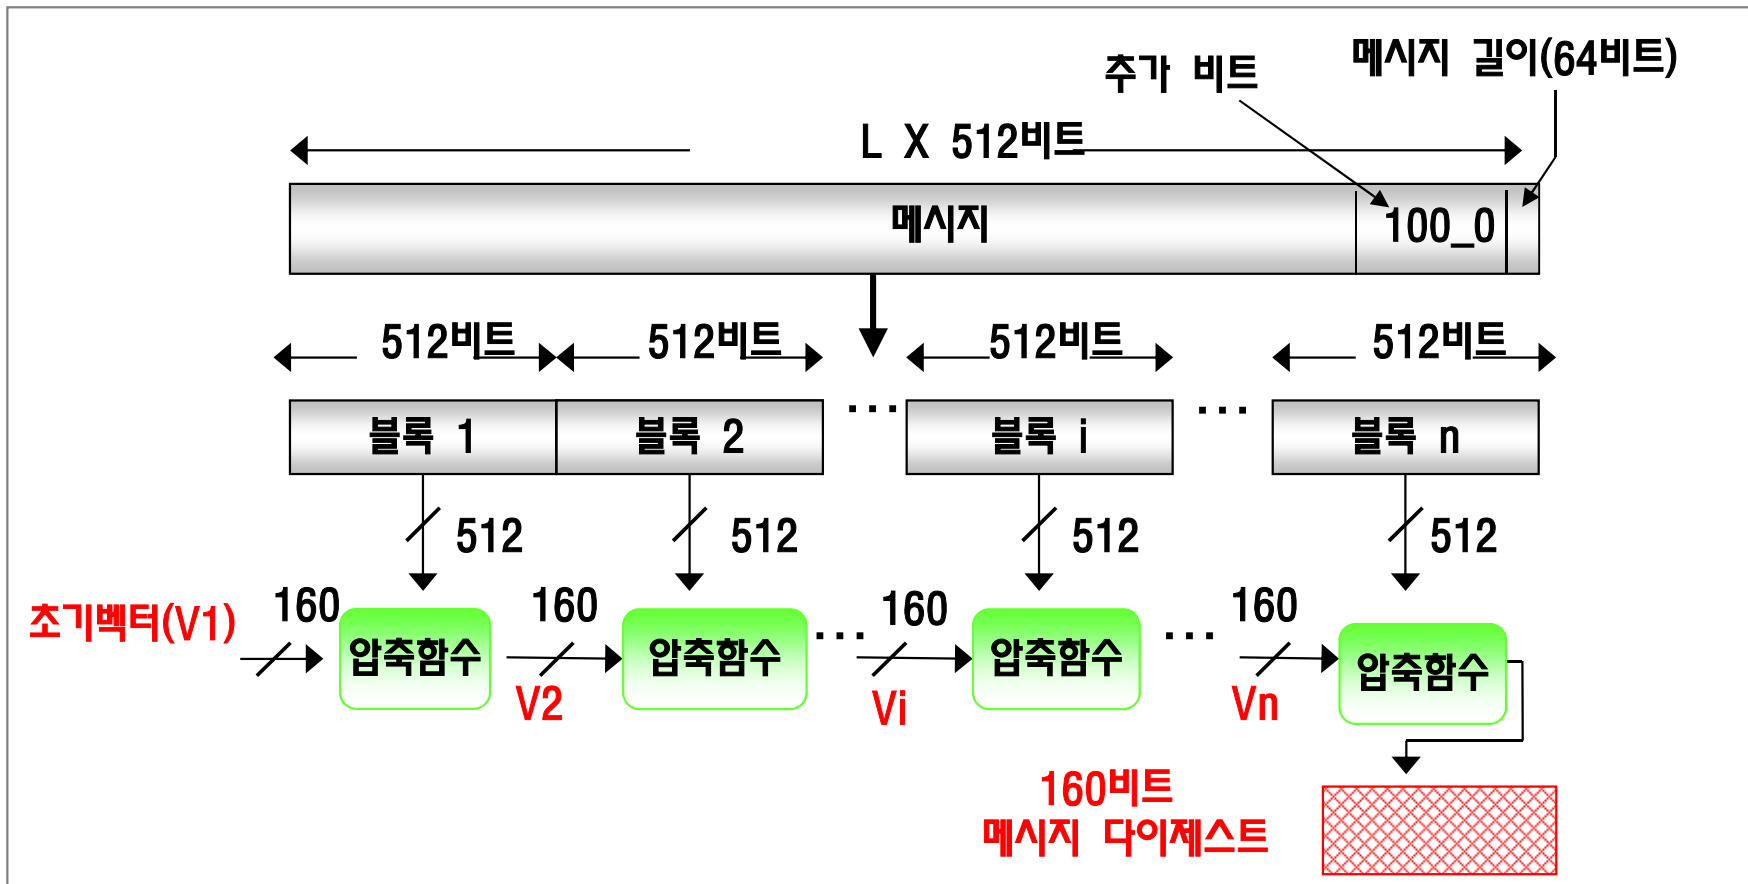 추가 비트
메시지 길이(64비트)
L X 512비트
메시지
100_0
512비트
512비트
512비트
512비트
블록 1
블록 2
...
블록 i
...
블록 n
512
512
512
512
초기벡터(V1)
160
압축함수
160
V2
압축함수
...
160
Vi
압축함수
...
160
Vn
압축함수
160비트
메시지 다이제스트